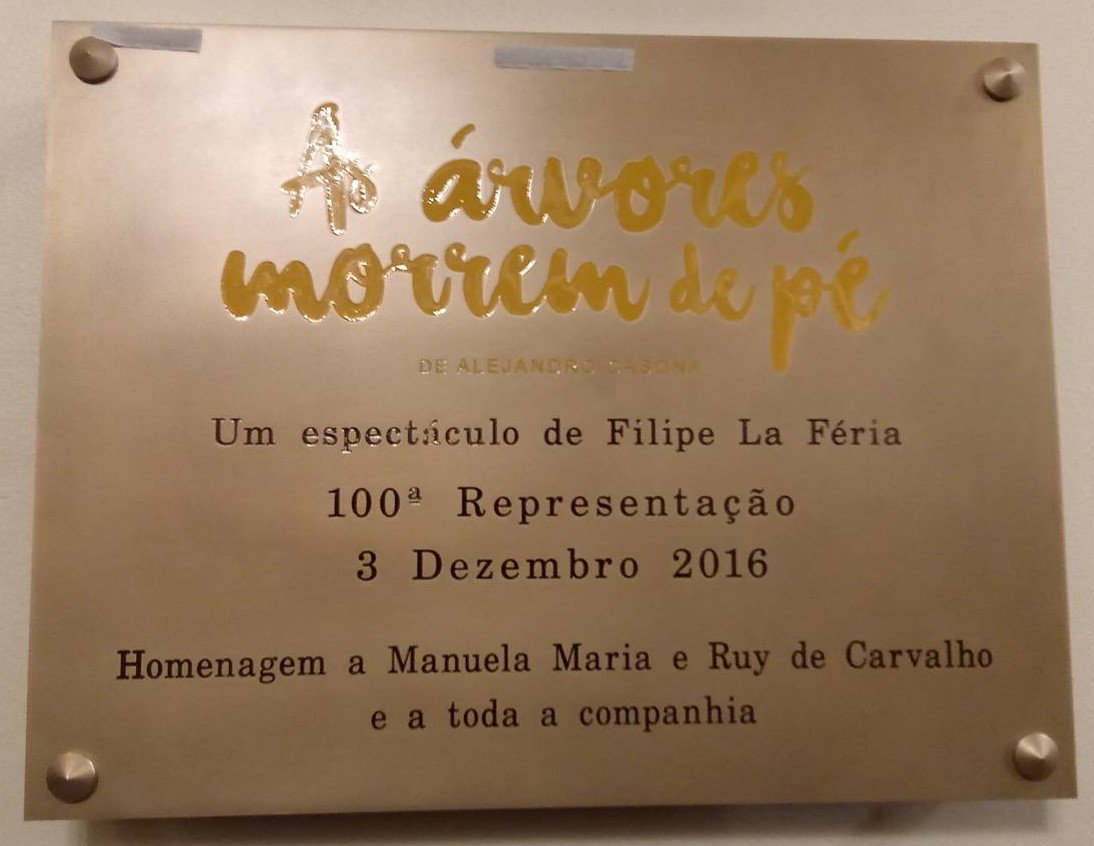 As árvores
morrem de pé
DE ALEJANDRO CASONA
Um espectáculo de Filipe La Féria
100ª Representação
3 Dezembro 2016
Homenagem a Manuela Maria e Ruy de Carvalho
e a toda a companhia